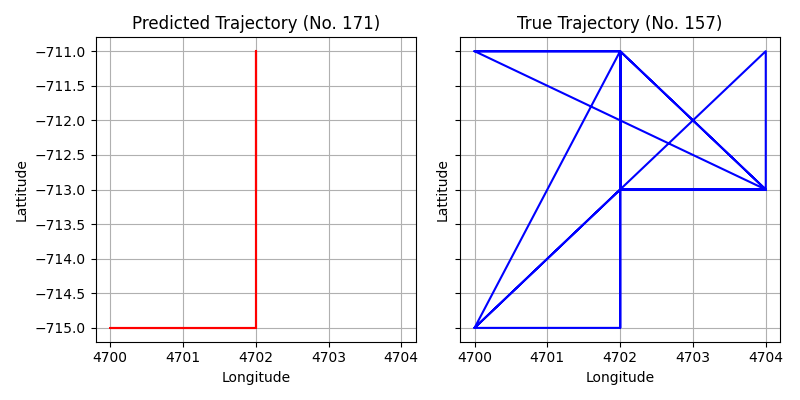 Predicted Trajectory (No. 171)
True Trajectory (No. 157)
−711.0
−711.5
−712.0
−712.5
−713.0
−713.5
−714.0
−714.5
−715.0
Lattitude
Lattitude
4700 4701 4702 4703 4704
4700 4701 4702 4703 4704
Longitude
Longitude